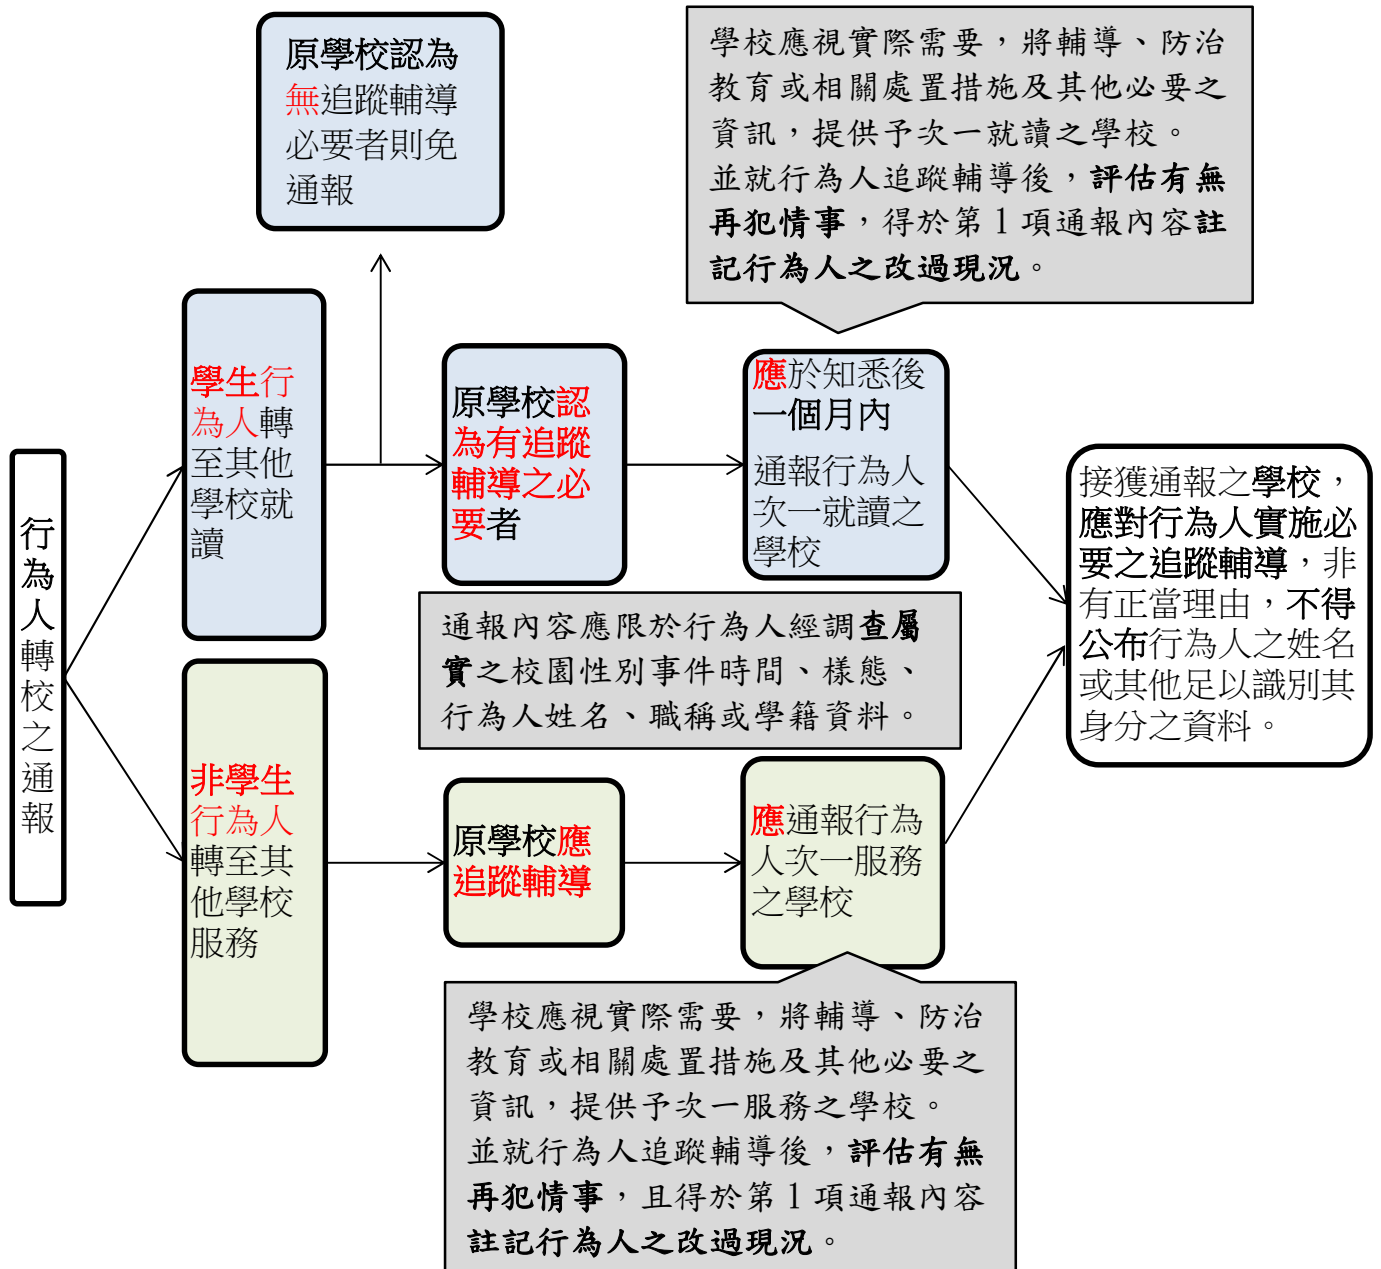 原學校認為
無追蹤輔導
必要者則免
通報
學校應視實際需要，將輔導、防治
教育或相關處置措施及其他必要之
資訊，提供予次一就讀之學校。
並就行為人追蹤輔導後，評估有無
再犯情事，得於第1項通報內容註
記行為人之改過現況。
行為人轉校之通報
學生行
為人轉
至其他
學校就
讀
原學校認
為有追蹤
輔導之必
要者
應於知悉後
一個月內
通報行為人
次一就讀之
學校
通報內容應限於行為人經調查屬
實之校園性別事件時間、樣態、
行為人姓名、職稱或學籍資料。
非學生
行為人
轉至其
他學校
服務
原學校應
追蹤輔導
應通報行為
人次一服務
之學校
學校應視實際需要，將輔導、防治
教育或相關處置措施及其他必要之
資訊，提供予次一服務之學校。
並就行為人追蹤輔導後，評估有無
再犯情事，且得於第1項通報內容
註記行為人之改過現況。
接獲通報之學校，
應對行為人實施必
要之追蹤輔導，非
有正當理由，不得
公布行為人之姓名
或其他足以識別其
身分之資料。